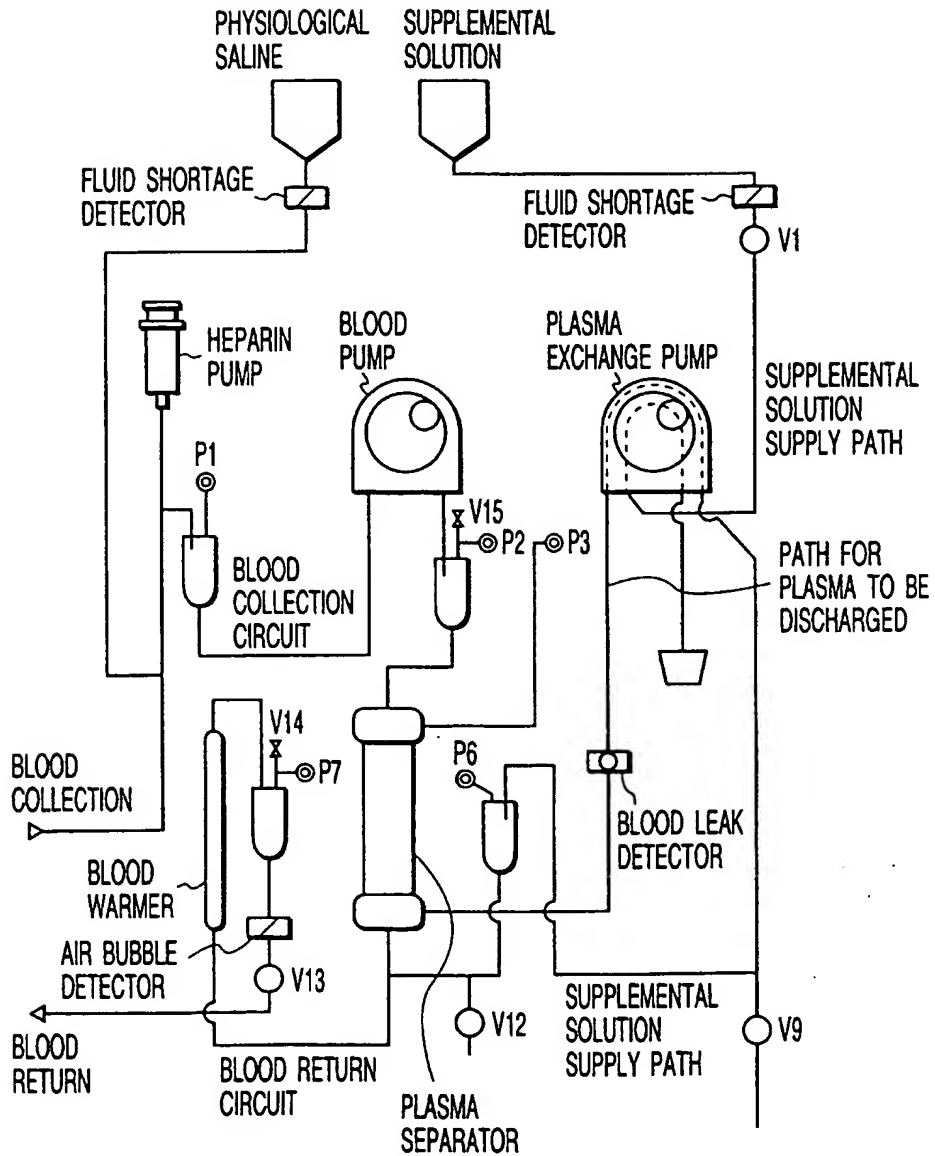 PHYSIOLOGICAL
SALINE
SUPPLEMENTAL
SOLUTION
FLUID SHORTAGE
DETECTOR
FLUID SHORTAGE
DETECTOR
V1
HEPARIN
PUMP
BLOOD
PUMP
PLASMA
EXCHANGE PUMP
SUPPLEMENTAL
SOLUTION
SUPPLY PATH
P1
V15
P2
P3
BLOOD
COLLECTION
CIRCUIT
PATH FOR
PLASMA TO BE
DISCHARGED
V14
P7
P6
BLOOD
COLLECTION
BLOOD LEAK
DETECTOR
BLOOD
WARMER
AIR BUBBLE
DETECTOR
V13
V12
SUPPLEMENTAL
SOLUTION
SUPPLY PATH
V9
BLOOD
RETURN
BLOOD RETURN
CIRCUIT
PLASMA
SEPARATOR